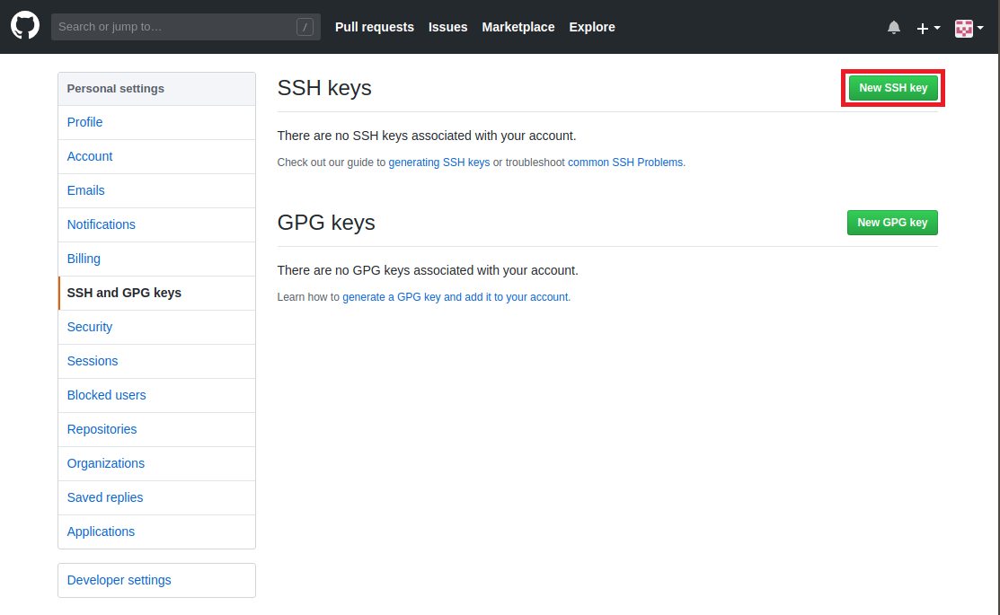 Search or jump to…
/
Pull requests
Issues
Marketplace
Explore
Personal settings
Profile
Account
Emails
Notifications
Billing
SSH and GPG keys
Security
Sessions
Blocked users
Repositories
Organizations
Saved replies
Applications
Developer settings
SSH keys
New SSH key
There are no SSH keys associated with your account.
Check out our guide to generating SSH keys or troubleshoot common SSH Problems.
GPG keys
New GPG key
There are no GPG keys associated with your account.
Learn how to generate a GPG key and add it to your account.